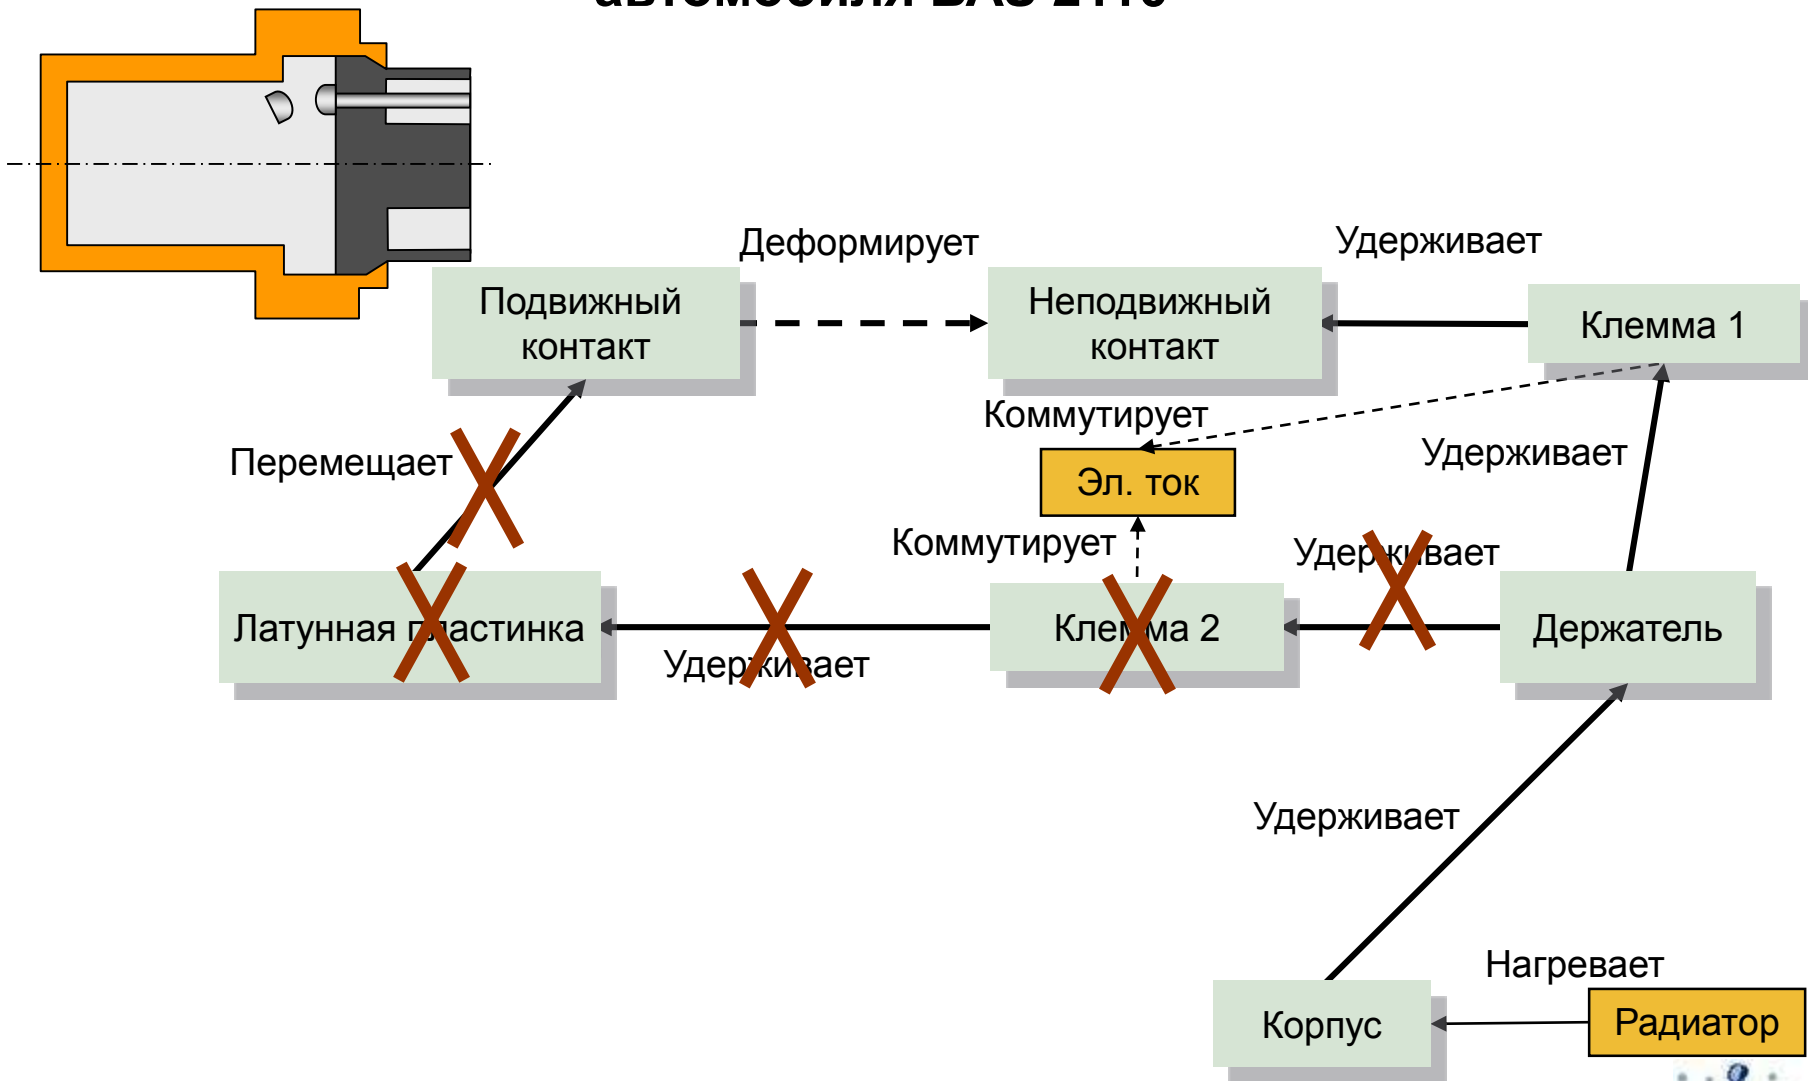 Деформирует
Удерживает
Подвижный
контакт
Неподвижный
контакт
Клемма 1
Коммутирует
Перемещает
Удерживает
Эл. ток
Коммутирует
Удерживает
Латунная пластинка
Клемма 2
Держатель
Удерживает
Удерживает
Нагревает
Корпус
Радиатор